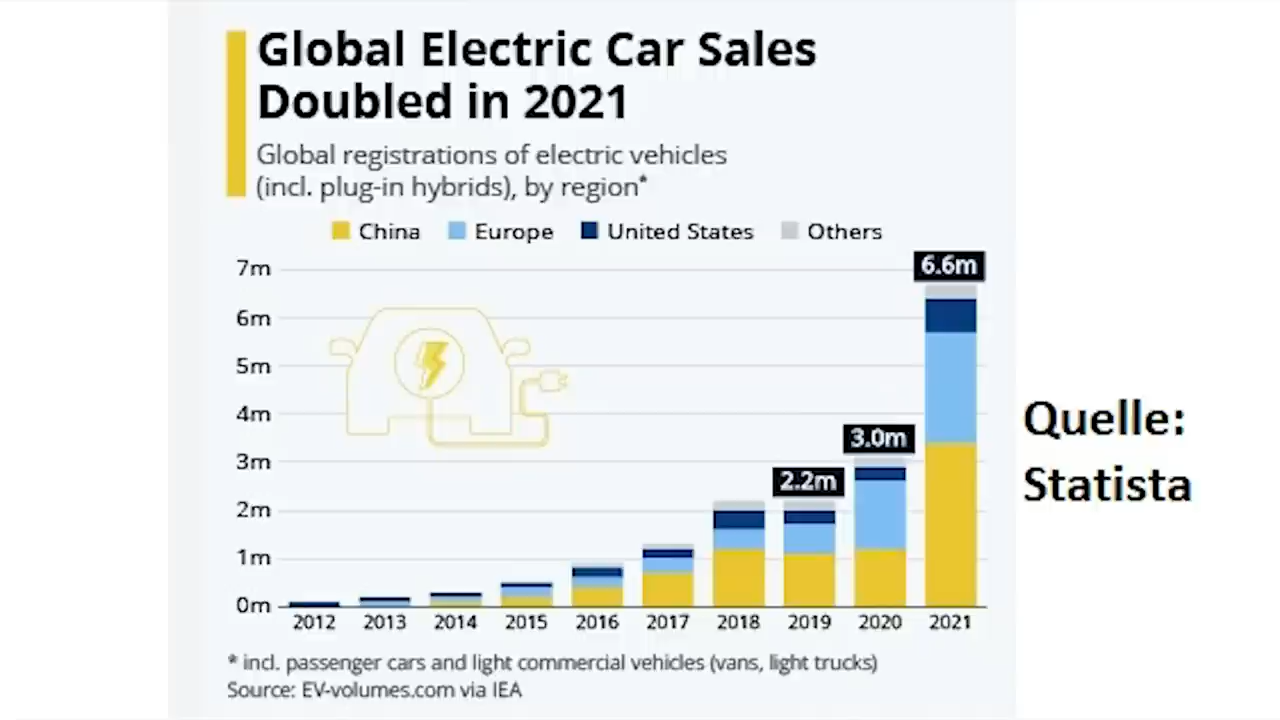 Global Electric Car Sales
Doubled in 2021
Global registrations of electric vehicles
(incl. plug-in hybrids), by region*
China Europe United States Others
7m
6.6m
6m
5m
4m
3.0m
3m
2.2m
2m
1m
0m
2012 2013 2014 2015 2016 2017 2018 2019 2020 2021
* incl. passenger cars and light commercial vehicles (vans, light trucks)
Source: EV-volumes.com via IEA
Quelle:
Statista